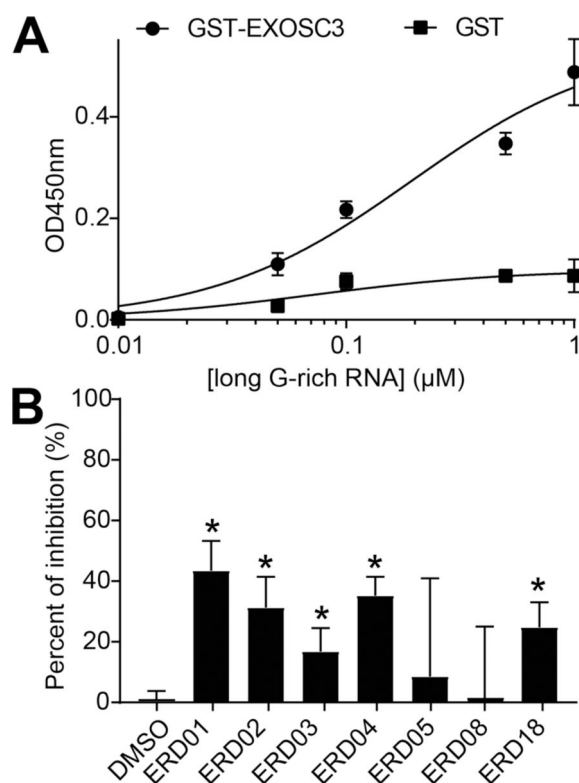 A
GST-EXOSC3 GST
OD450nm
0.4
0.2
0.0
0.01 0.1 1
[long G-rich RNA] (µM)
B
Percent of inhibition (%)
100
80
60
40
20
0
* * * * *
DMSO ERD01 ERD02 ERD03 ERD04 ERD05 ERD08 ERD18